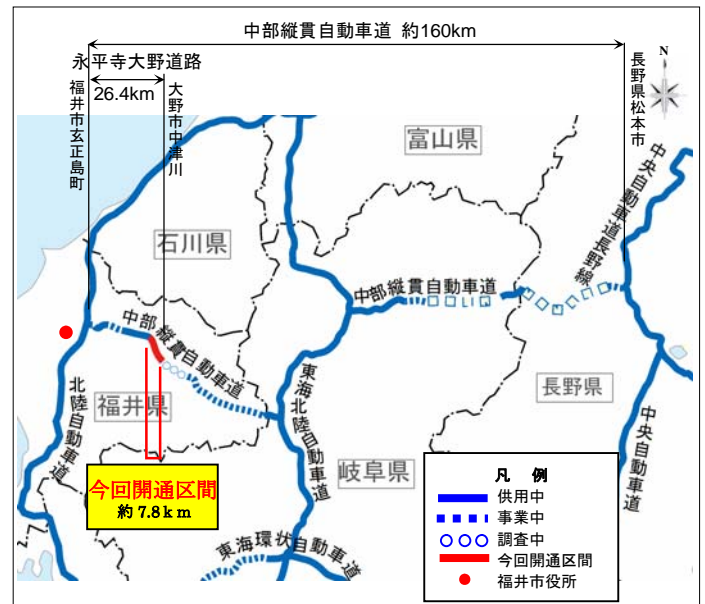 中部縦貫自動車道 約160km
永平寺大野道路
26.4km
福井市玄正島町
大野市中津川
長野県松本市
N
富山県
石川県
中央自動車道長野線
中部縦貫自動車道
中部縦貫自動車道
北陸自動車道
福井県
東海北陸自動車道
長野県
中央自動車道
岐阜県
今回開通区間
約7.8km
東海環状自動車道
凡 例
供用中
事業中
調査中
今回開通区間
福井市役所